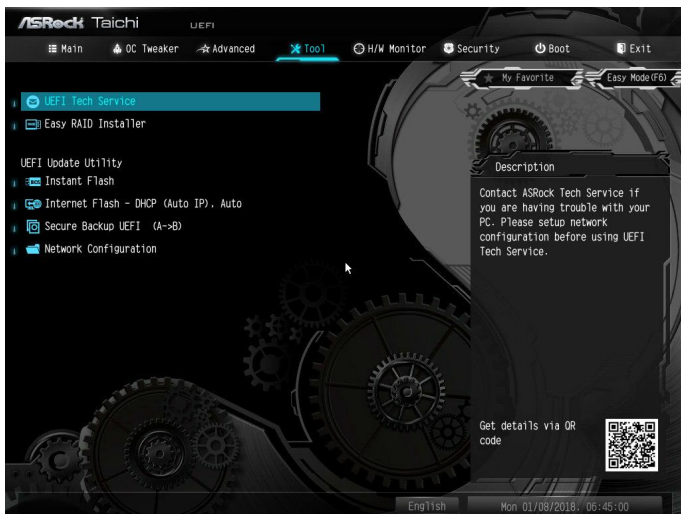 ASRock Taichi UEFI
Main OC Tweaker Advanced Tool H/W Monitor Security Boot Exit
My Favorite Easy Mode(F6)
UEFI Tech Service
Easy RAID Installer
UEFI Update Utility
Instant Flash
Internet Flash - DHCP (Auto IP), Auto
Secure Backup UEFI (A->B)
Network Configuration
Description
Contact ASRock Tech Service if
you are having trouble with your
PC. Please setup network
configuration before using UEFI
Tech Service.
Get details via QR
code
English Mon 01/08/2018, 06:45:00